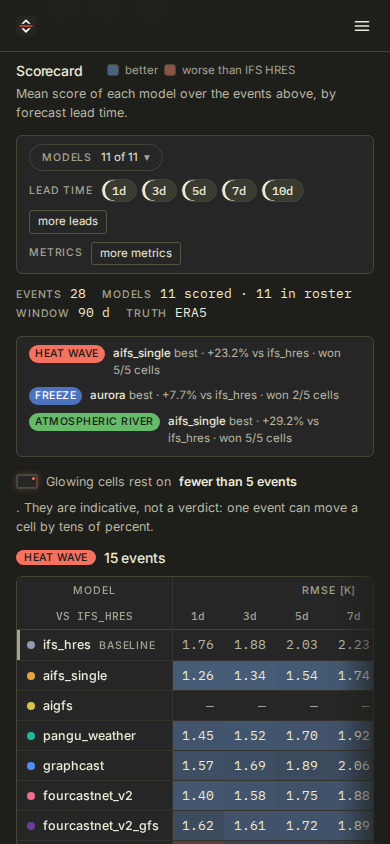 Scorecard better worse than IFS HRES
Mean score of each model over the events above, by
forecast lead time.
MODELS 11 of 11 ▾
LEAD TIME 1d 3d 5d 7d 10d
more leads
METRICS more metrics
EVENTS 28 MODELS 11 scored · 11 in roster
WINDOW 90 d TRUTH ERA5
HEAT WAVE aifs_single best · +23.2% vs ifs_hres · won
5/5 cells
FREEZE aurora best · +7.7% vs ifs_hres · won 2/5 cells
ATMOSPHERIC RIVER aifs_single best · +29.2% vs
ifs_hres · won 5/5 cells
Glowing cells rest on fewer than 5 events
. They are indicative, not a verdict: one event can move a
cell by tens of percent.
HEAT WAVE 15 events
MODEL RMSE [K]
VS IFS_HRES 1d 3d 5d 7d
ifs_hres BASELINE 1.76 1.88 2.03 2.23
aifs_single 1.26 1.34 1.54 1.74
aigfs — — — —
pangu_weather 1.45 1.52 1.70 1.92
graphcast 1.57 1.69 1.89 2.06
fourcastnet_v2 1.40 1.58 1.75 1.88
fourcastnet_v2_gfs 1.62 1.61 1.72 1.89